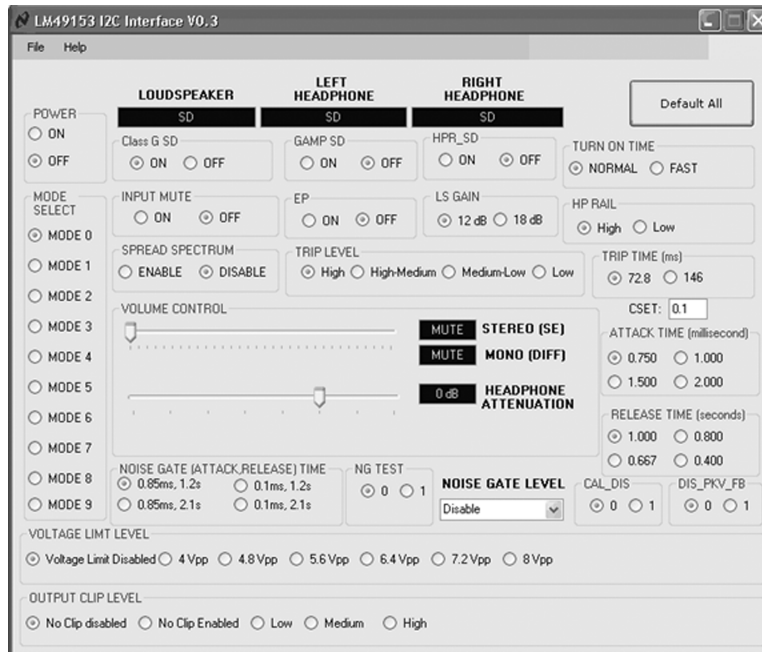 LM49153 I2C Interface V0.3
File Help
LOUDSPEAKER
LEFT
HEADPHONE
RIGHT
HEADPHONE
Default All
SD SD SD
POWER
ON
OFF
Class G SD
ON OFF
GAMP SD
ON OFF
HPR_SD
ON OFF
TURN ON TIME
NORMAL FAST
MODE
SELECT
MODE 0
MODE 1
MODE 2
MODE 3
MODE 4
MODE 5
MODE 6
MODE 7
MODE 8
MODE 9
INPUT MUTE
ON OFF
EP
ON OFF
LS GAIN
12 dB 18 dB
HP RAIL
High Low
SPREAD SPECTRUM
ENABLE DISABLE
TRIP LEVEL
High High-Medium Medium-Low Low
TRIP TIME (ms)
72.8 146
CSET: 0.1
VOLUME CONTROL
MUTE STEREO (SE)
MUTE MONO (DIFF)
0 dB HEADPHONE
ATTENUATION
ATTACK TIME (millisecond)
0.750 1.000
1.500 2.000
RELEASE TIME (seconds)
1.000 0.800
0.667 0.400
NOISE GATE (ATTACK,RELEASE) TIME
0.85ms, 1.2s 0.1ms, 1.2s
0.85ms, 2.1s 0.1ms, 2.1s
NG TEST
0 1
NOISE GATE LEVEL
Disable
CAL_DIS
0 1
DIS_PKV_FB
0 1
VOLTAGE LIMT LEVEL
Voltage Limit Disabled 4 Vpp 4.8 Vpp 5.6 Vpp 6.4 Vpp 7.2 Vpp 8 Vpp
OUTPUT CLIP LEVEL
No Clip disabled No Clip Enabled Low Medium High